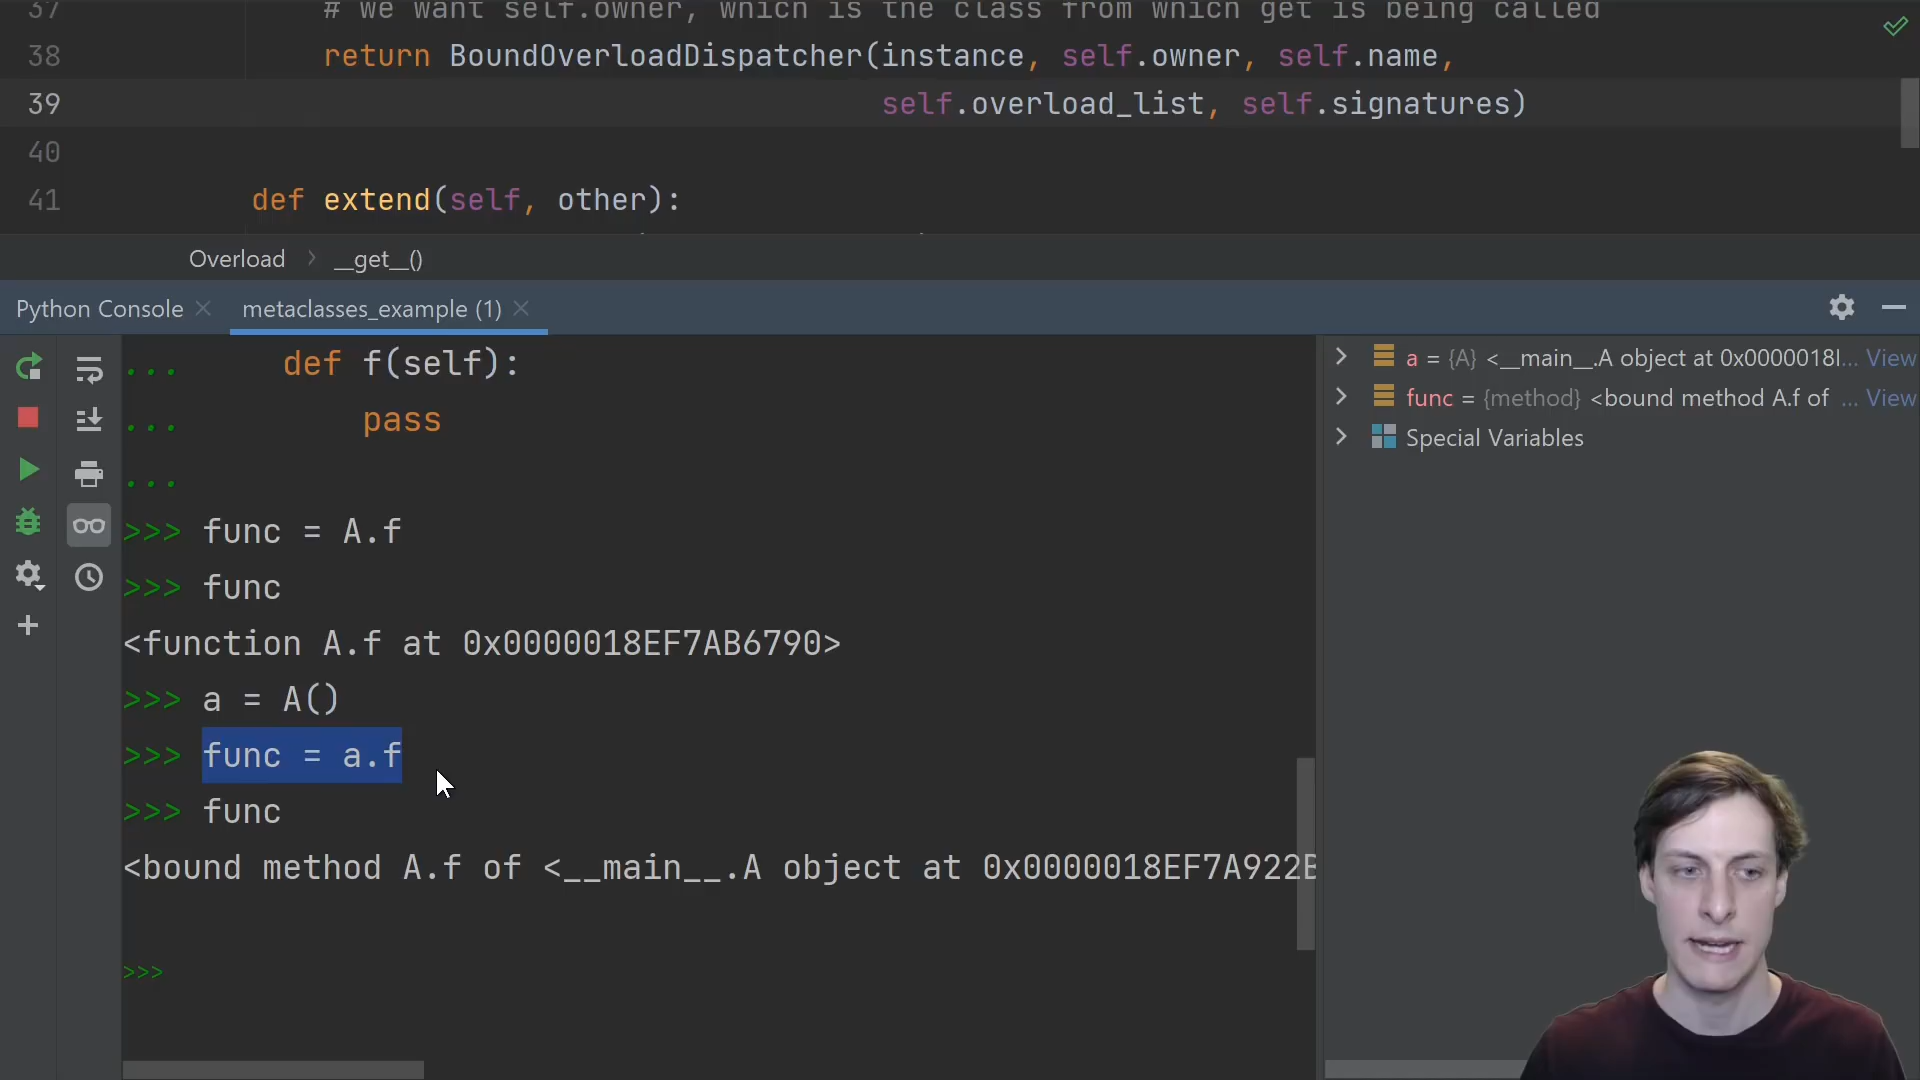 37 # we want self.owner, which is the class from which get is being called
38 return BoundOverloadDispatcher(instance, self.owner, self.name,
39 self.overload_list, self.signatures)
40
41 def extend(self, other):
Overload > __get__()
Python Console × metaclasses_example (1) ×
... def f(self):
... pass
...
>>> func = A.f
>>> func
<function A.f at 0x0000018EF7AB6790>
>>> a = A()
>>> func = a.f
>>> func
<bound method A.f of <__main__.A object at 0x0000018EF7A922B
>>>
a = {A} <__main__.A object at 0x0000018I... View
func = {method} <bound method A.f of ... View
Special Variables